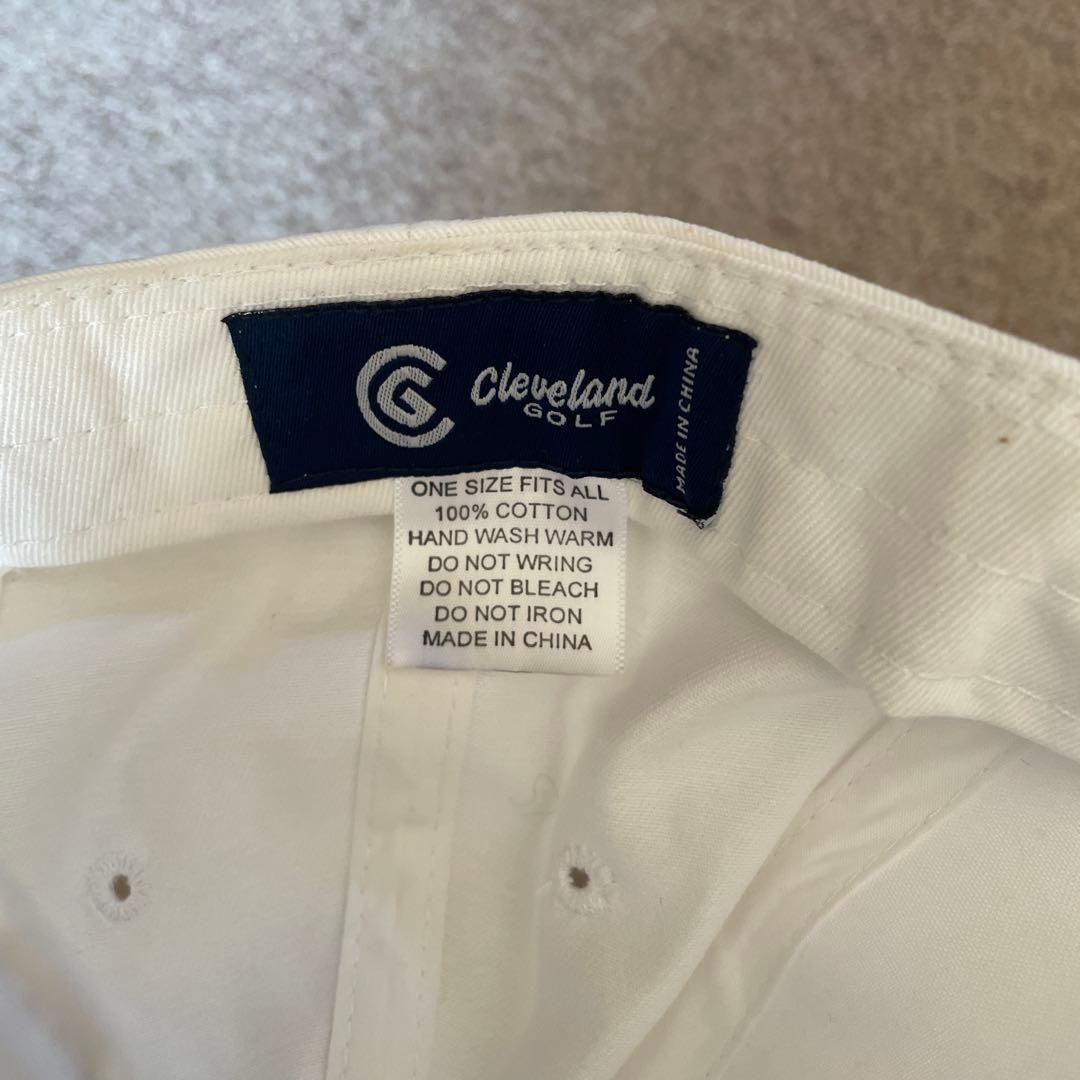 CG
Cleveland
GOLF
MADE IN CHINA
ONE SIZE FITS ALL
100% COTTON
HAND WASH WARM
DO NOT WRING
DO NOT BLEACH
DO NOT IRON
MADE IN CHINA